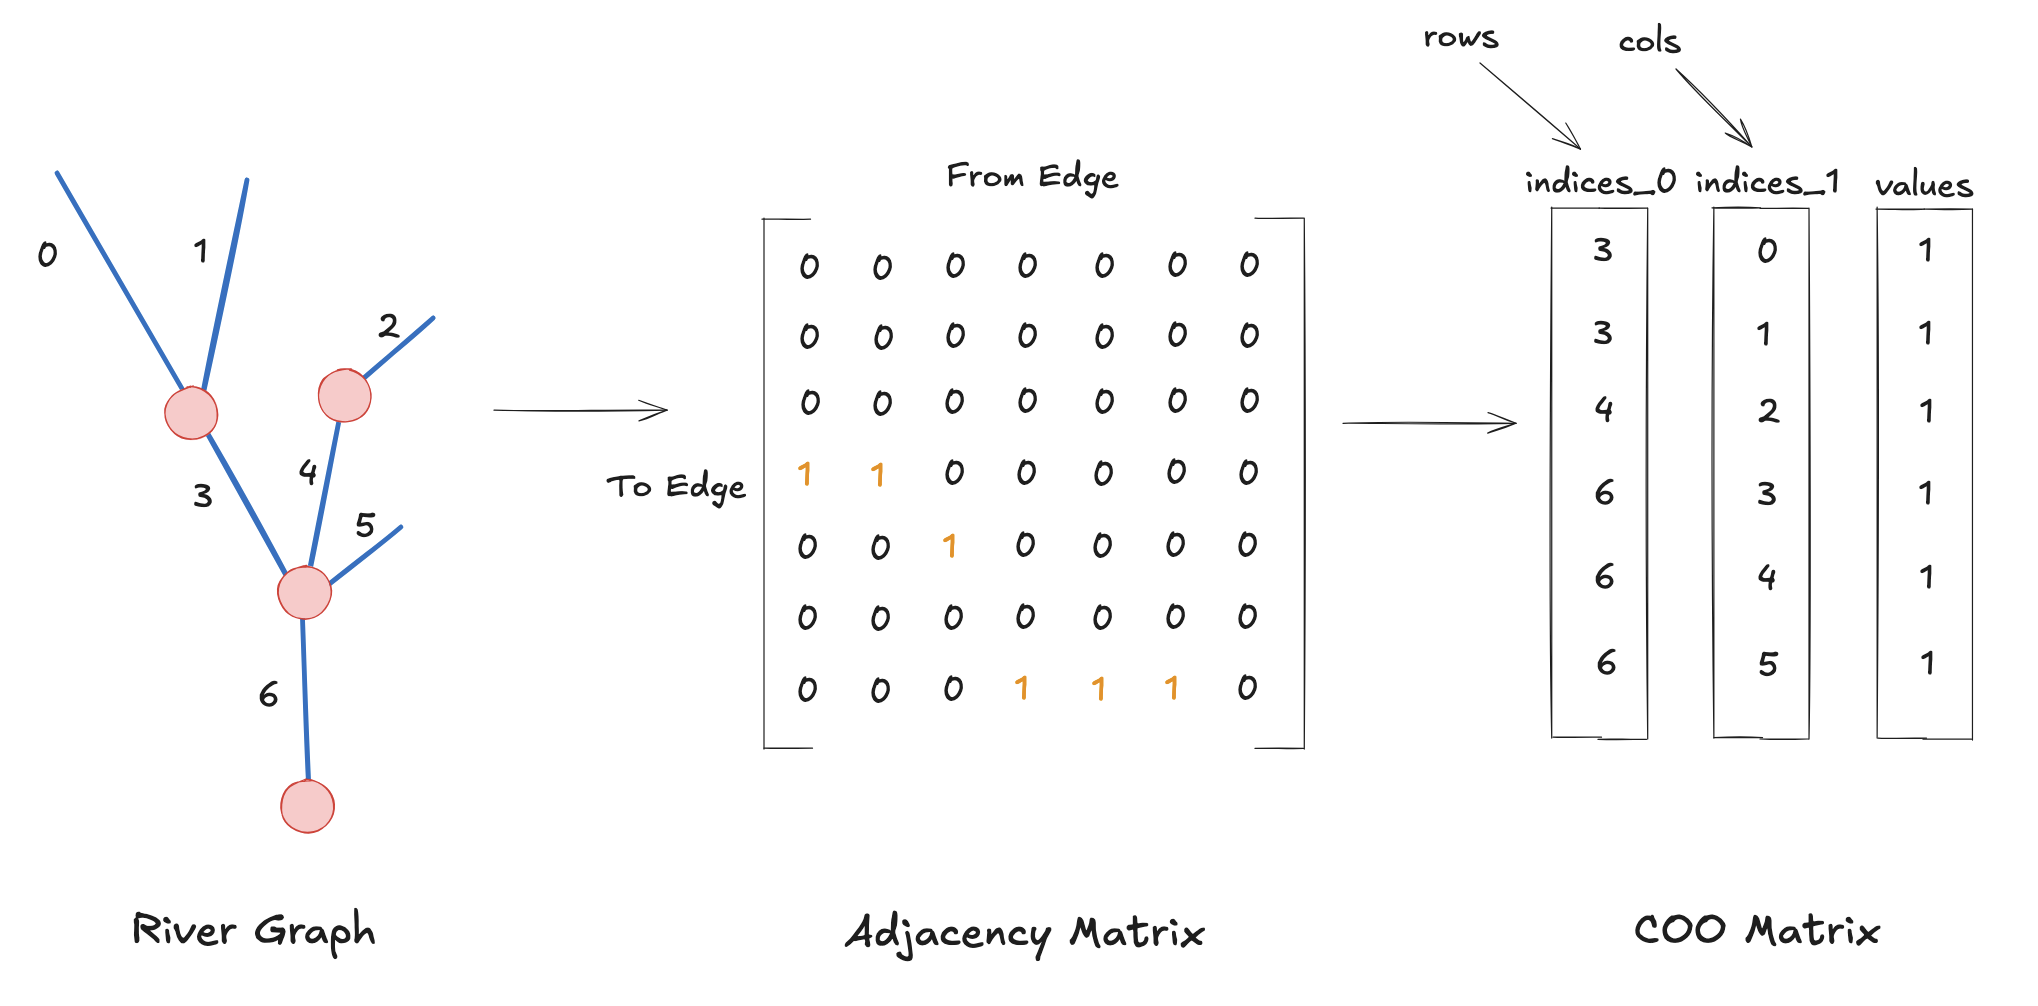 rows
cols
From Edge
To Edge
indices_0 indices_1 values
0
1
2
3
4
5
6
0 0 0 0 0 0 0
0 0 0 0 0 0 0
0 0 0 0 0 0 0
1 1 0 0 0 0 0
0 0 1 0 0 0 0
0 0 0 0 0 0 0
0 0 0 1 1 1 0
3 0 1
3 1 1
4 2 1
6 3 1
6 4 1
6 5 1
River Graph
Adjacency Matrix
COO Matrix